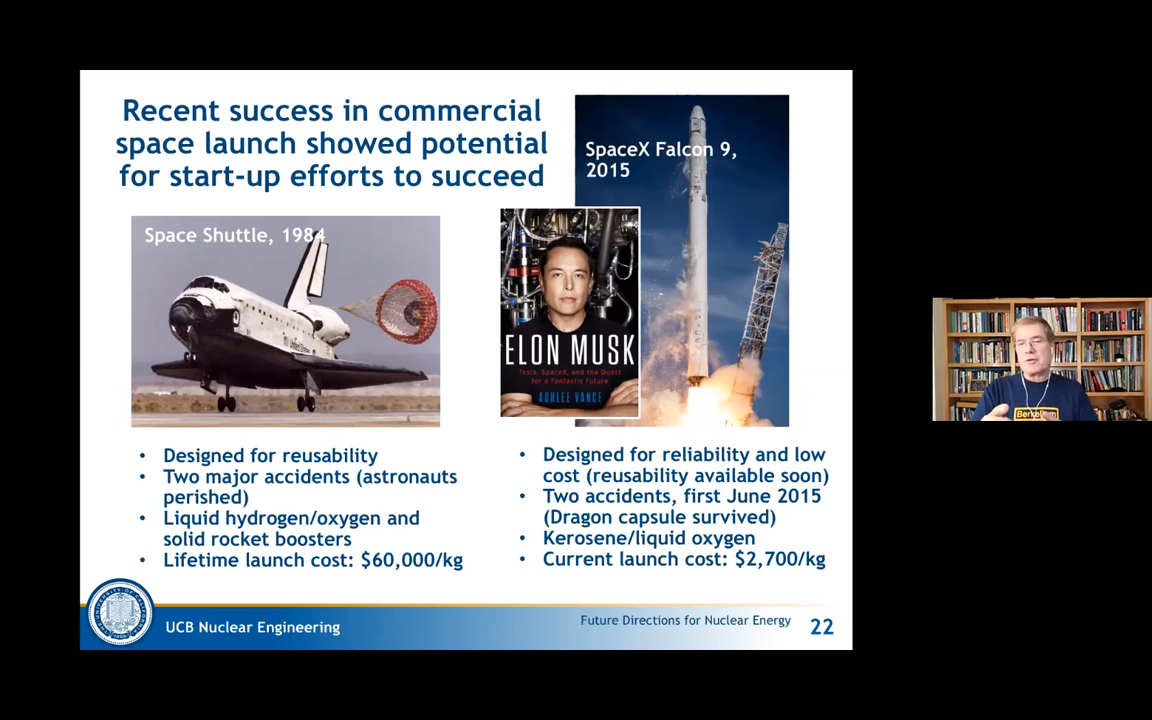 Recent success in commercial
space launch showed potential
for start-up efforts to succeed
SpaceX Falcon 9,
2015
Space Shuttle, 1984
United States
ELON MUSK
Tesla, SpaceX, and the Quest
for a Fantastic Future
ASHLEE VANCE
• Designed for reusability
• Two major accidents (astronauts
perished)
• Liquid hydrogen/oxygen and
solid rocket boosters
• Lifetime launch cost: $60,000/kg
• Designed for reliability and low
cost (reusability available soon)
• Two accidents, first June 2015
(Dragon capsule survived)
• Kerosene/liquid oxygen
• Current launch cost: $2,700/kg
UCB Nuclear Engineering
Future Directions for Nuclear Energy
22